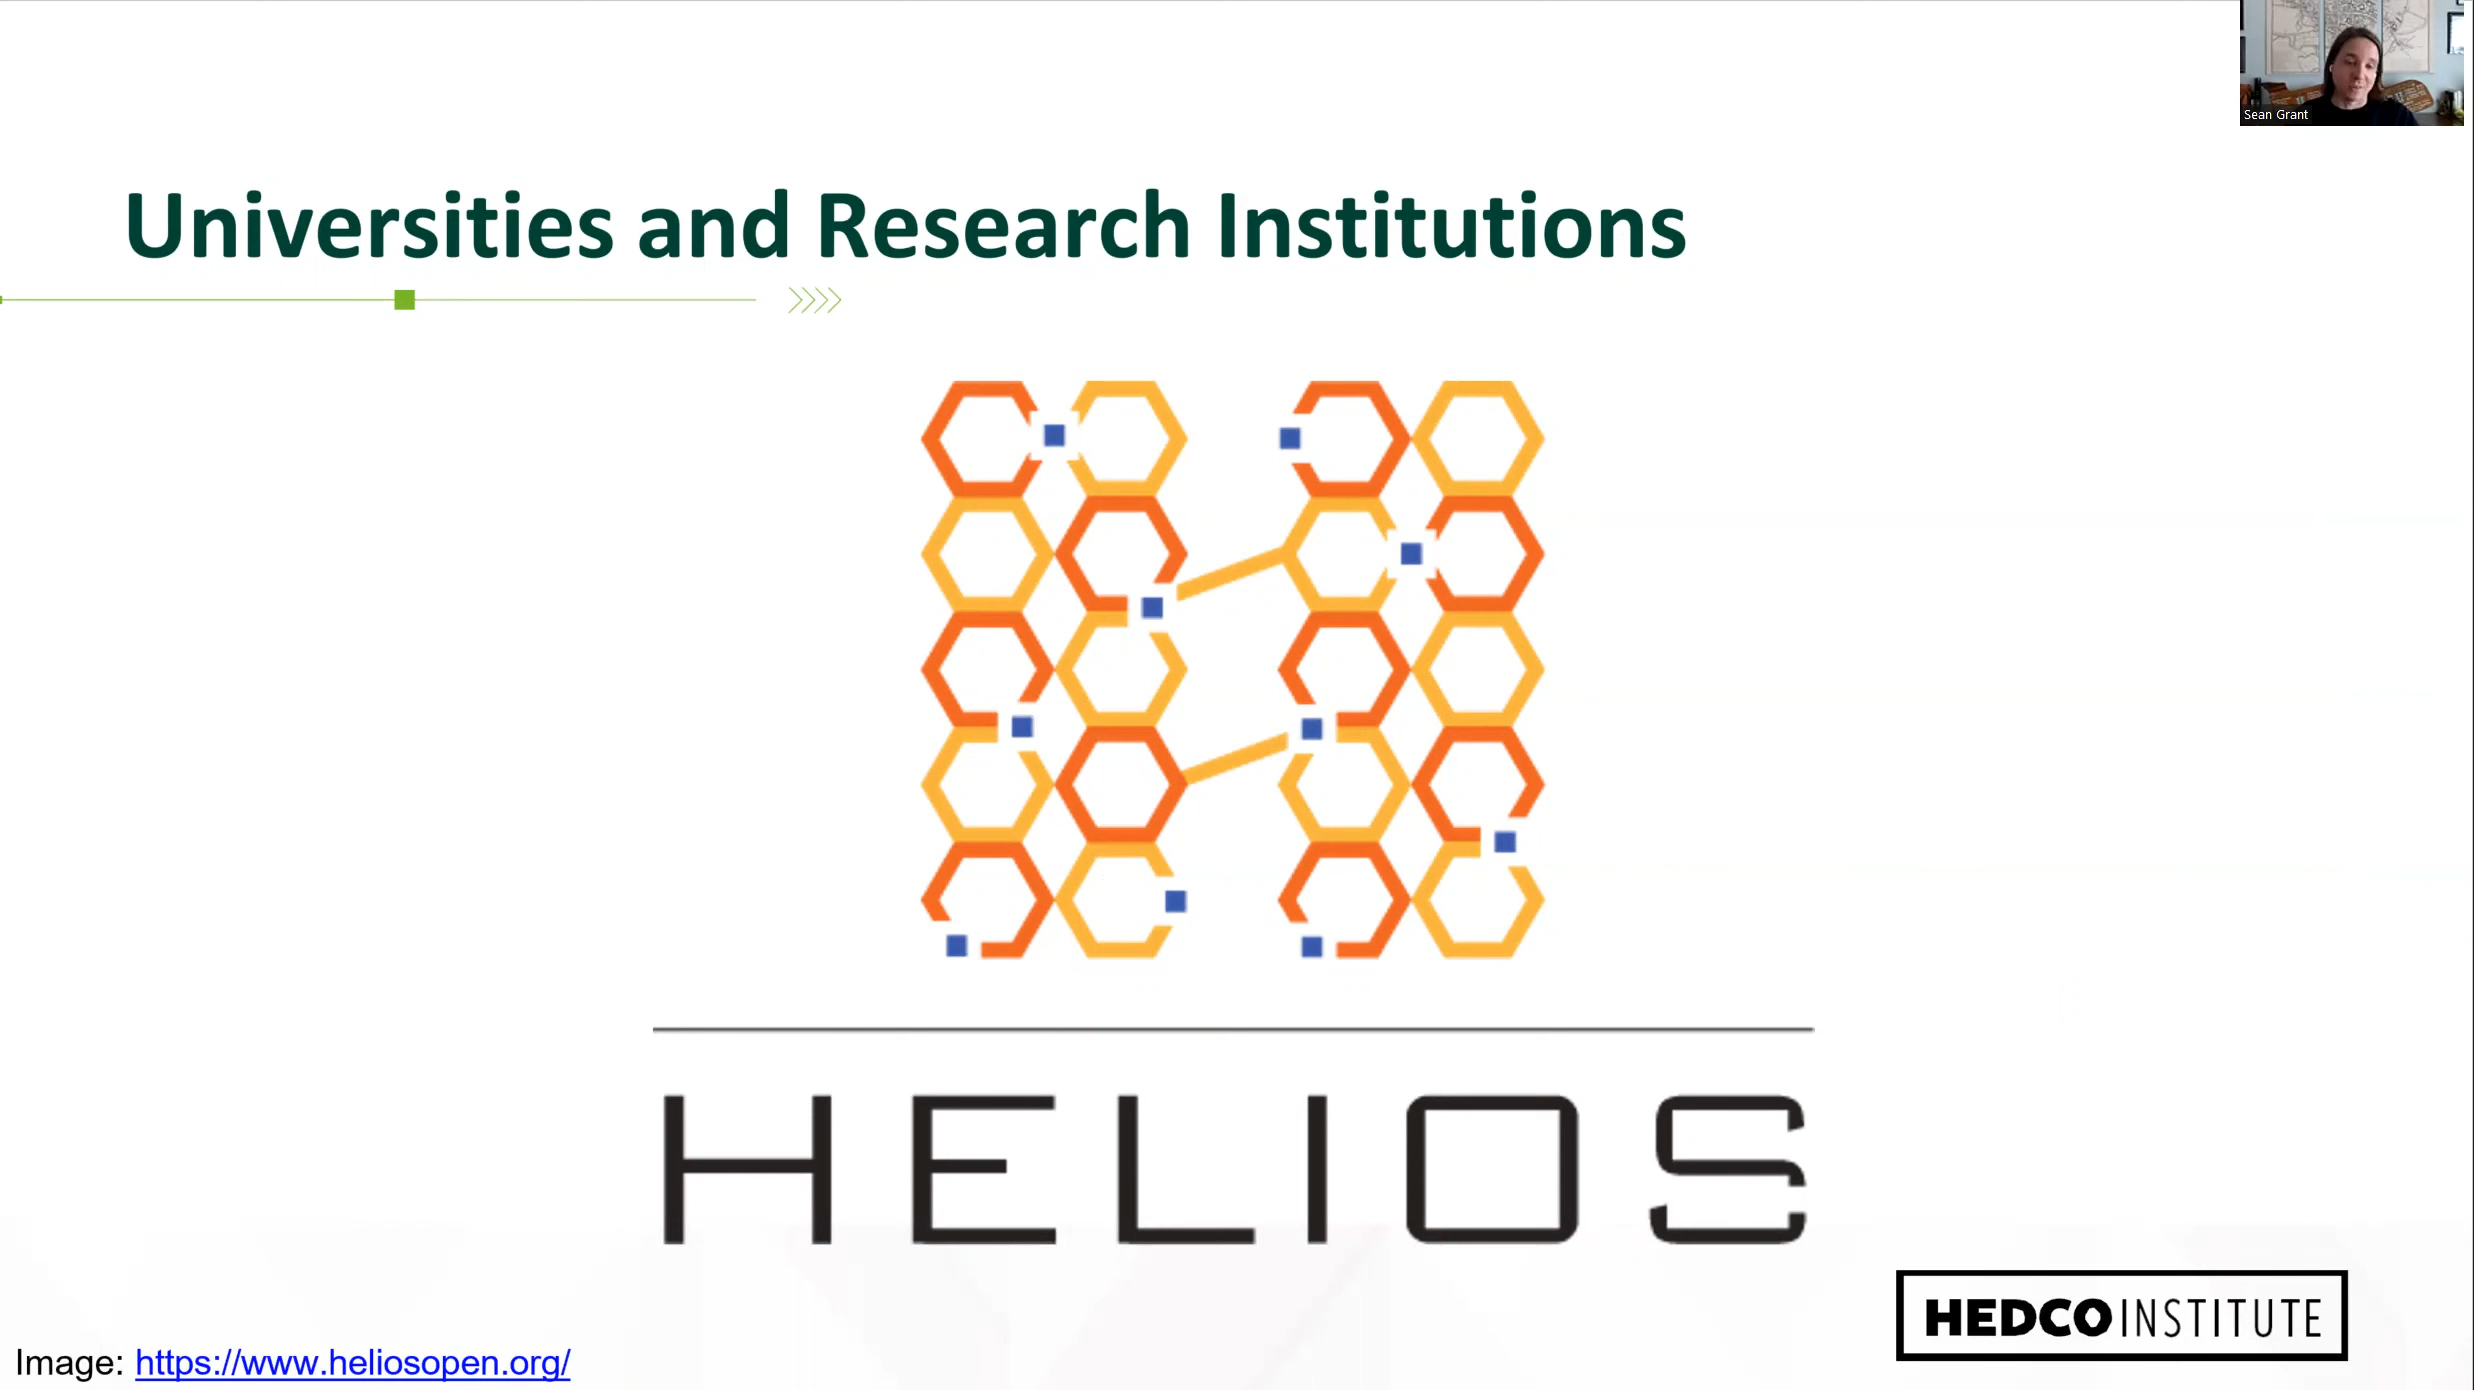 Sean Grant
Universities and Research Institutions
HELIOS
HEDCO INSTITUTE
Image: https://www.heliosopen.org/